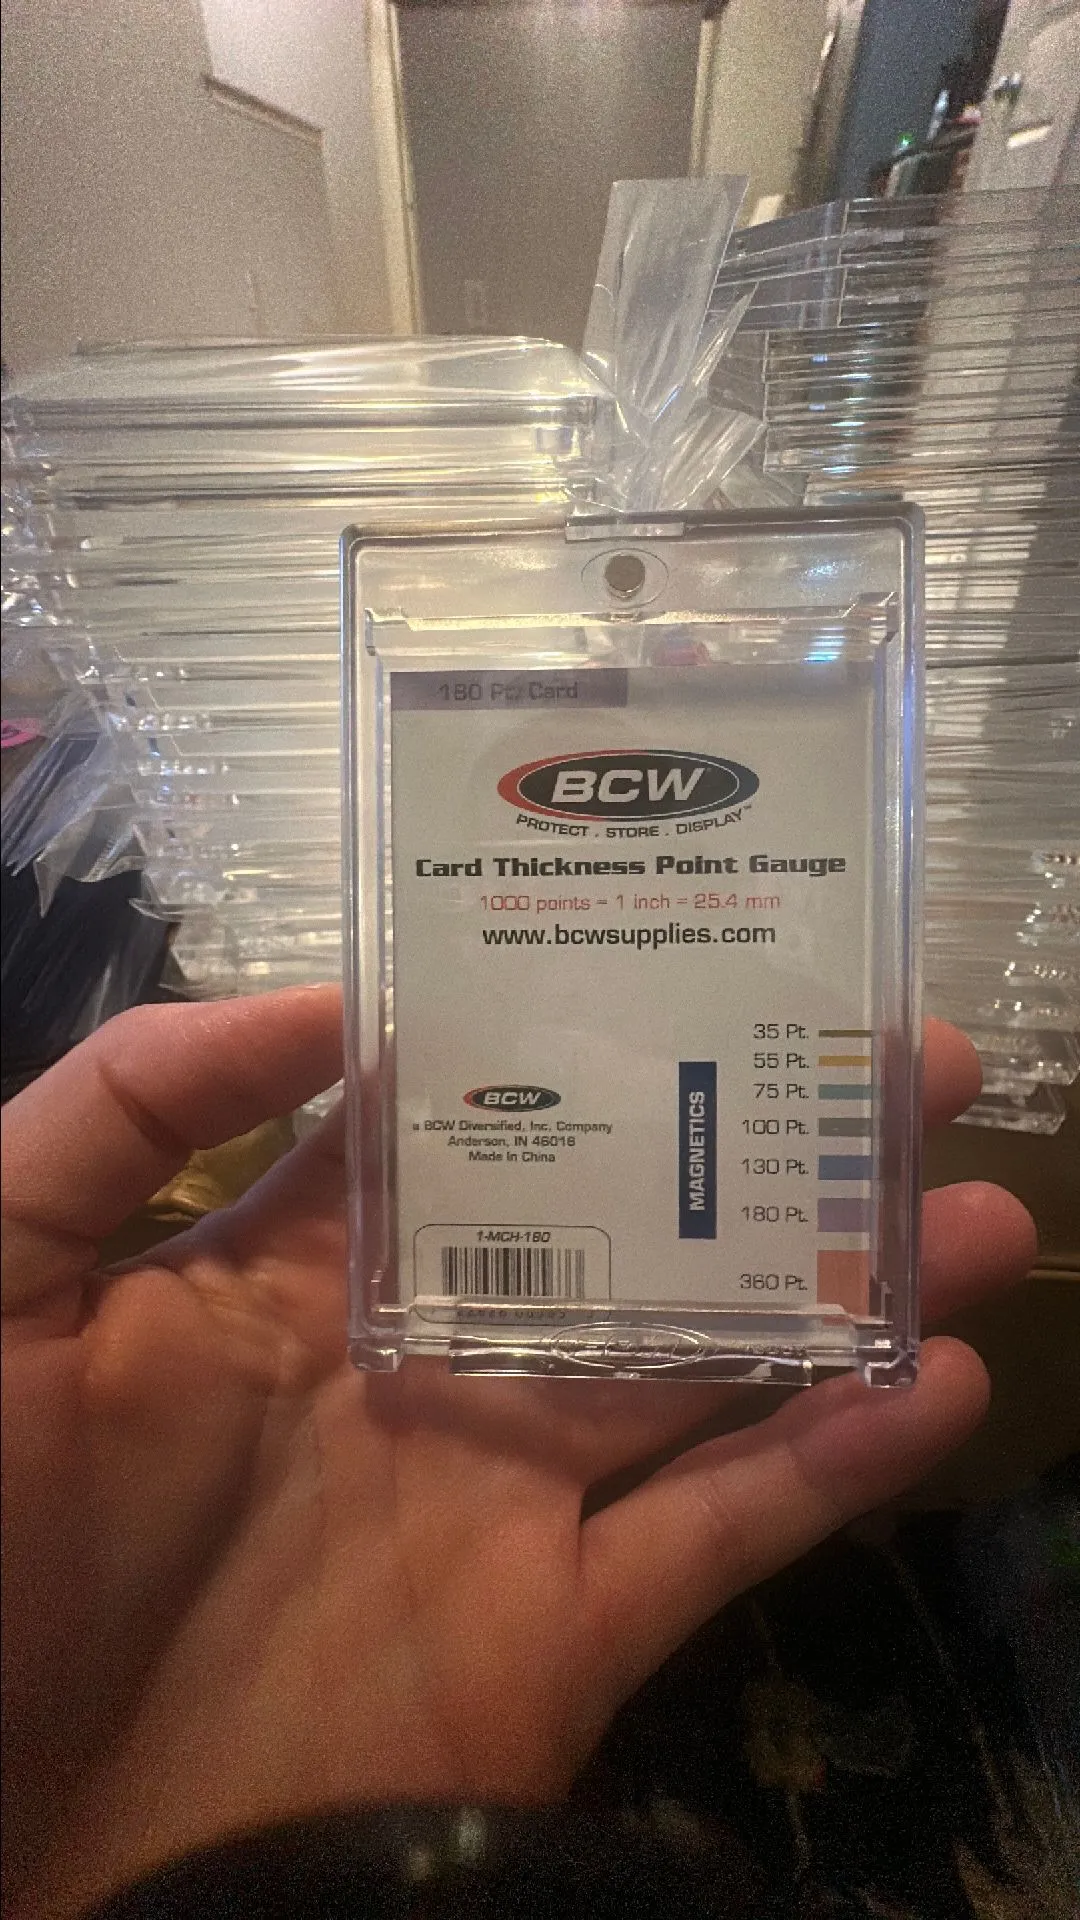 180 Pt. Card
BCW
PROTECT . STORE . DISPLAY™
Card Thickness Point Gauge
1000 points = 1 inch = 25.4 mm
www.bcwsupplies.com
35 Pt.
55 Pt.
75 Pt.
100 Pt.
130 Pt.
180 Pt.
360 Pt.
MAGNETICS
BCW
BCW Diversified, Inc. Company
Anderson, IN 46016
Made In China
1-MCH-180